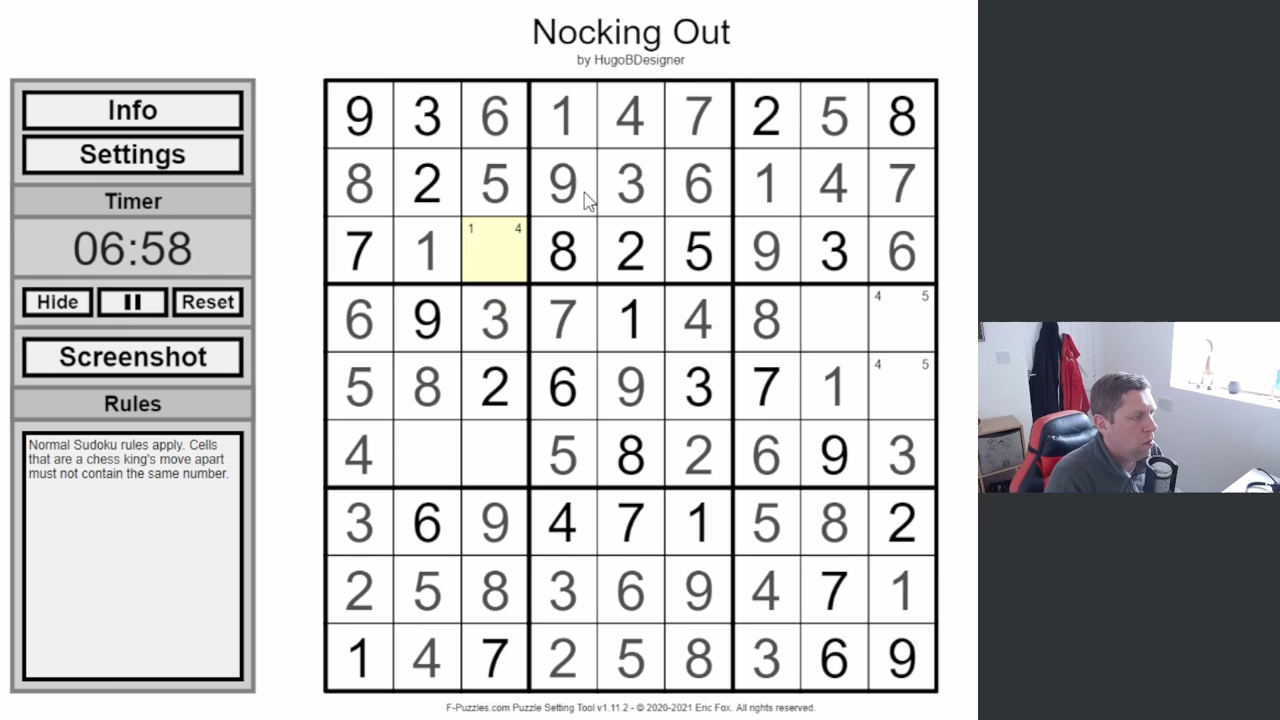 Nocking Out
by HugoBDesigner
Info
Settings
Timer
06:58
Hide
Reset
Screenshot
Rules
Normal Sudoku rules apply. Cells
that are a chess king's move apart
must not contain the same number.
9 3 6 1 4 7 2 5 8
8 2 5 9 3 6 1 4 7
7 1 1 4 8 2 5 9 3 6
6 9 3 7 1 4 8 4 5
5 8 2 6 9 3 7 1 4 5
4 5 8 2 6 9 3
3 6 9 4 7 1 5 8 2
2 5 8 3 6 9 4 7 1
1 4 7 2 5 8 3 6 9
F-Puzzles.com Puzzle Setting Tool v1.11.2 - © 2020-2021 Eric Fox. All rights reserved.